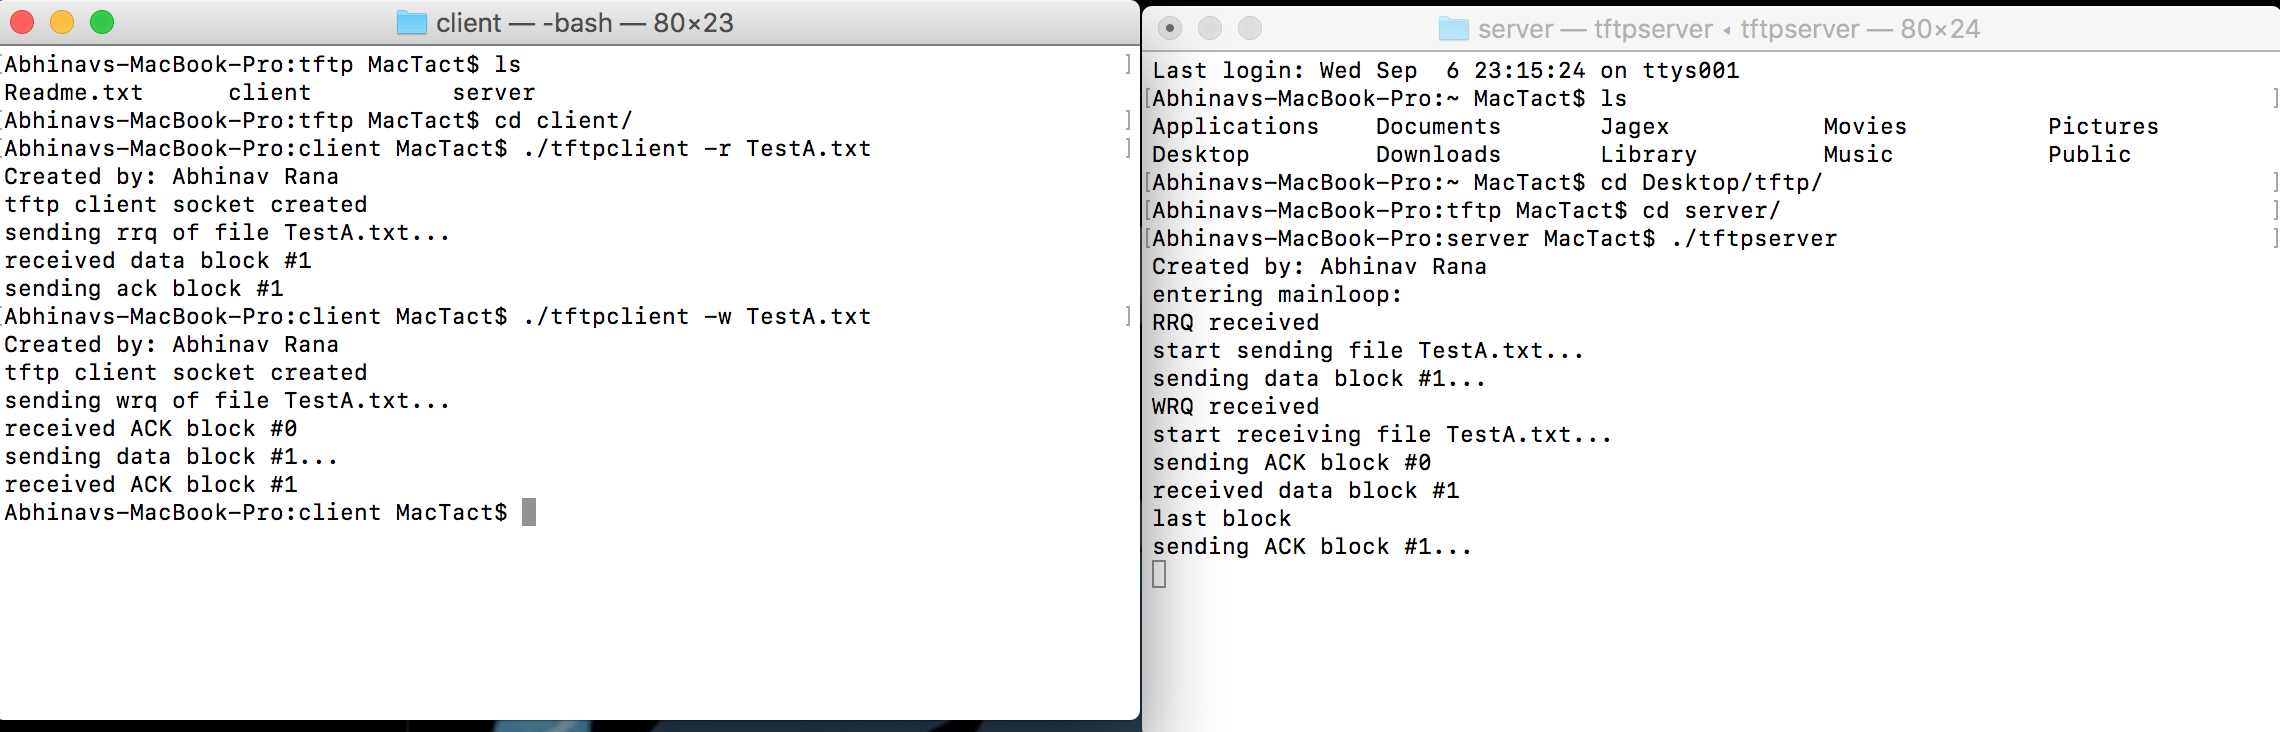 client — -bash — 80×23
Abhinavs-MacBook-Pro:tftp MacTact$ ls
Readme.txt      client          server
Abhinavs-MacBook-Pro:tftp MacTact$ cd client/
Abhinavs-MacBook-Pro:client MacTact$ ./tftpclient -r TestA.txt
Created by: Abhinav Rana
tftp client socket created
sending rrq of file TestA.txt...
received data block #1
sending ack block #1
Abhinavs-MacBook-Pro:client MacTact$ ./tftpclient -w TestA.txt
Created by: Abhinav Rana
tftp client socket created
sending wrq of file TestA.txt...
received ACK block #0
sending data block #1...
received ACK block #1
Abhinavs-MacBook-Pro:client MacTact$
server — tftpserver ◂ tftpserver — 80×24
Last login: Wed Sep  6 23:15:24 on ttys001
Abhinavs-MacBook-Pro:~ MacTact$ ls
Applications    Documents       Jagex           Movies          Pictures
Desktop         Downloads       Library         Music           Public
Abhinavs-MacBook-Pro:~ MacTact$ cd Desktop/tftp/
Abhinavs-MacBook-Pro:tftp MacTact$ cd server/
Abhinavs-MacBook-Pro:server MacTact$ ./tftpserver
Created by: Abhinav Rana
entering mainloop:
RRQ received
start sending file TestA.txt...
sending data block #1...
WRQ received
start receiving file TestA.txt...
sending ACK block #0
received data block #1
last block
sending ACK block #1...